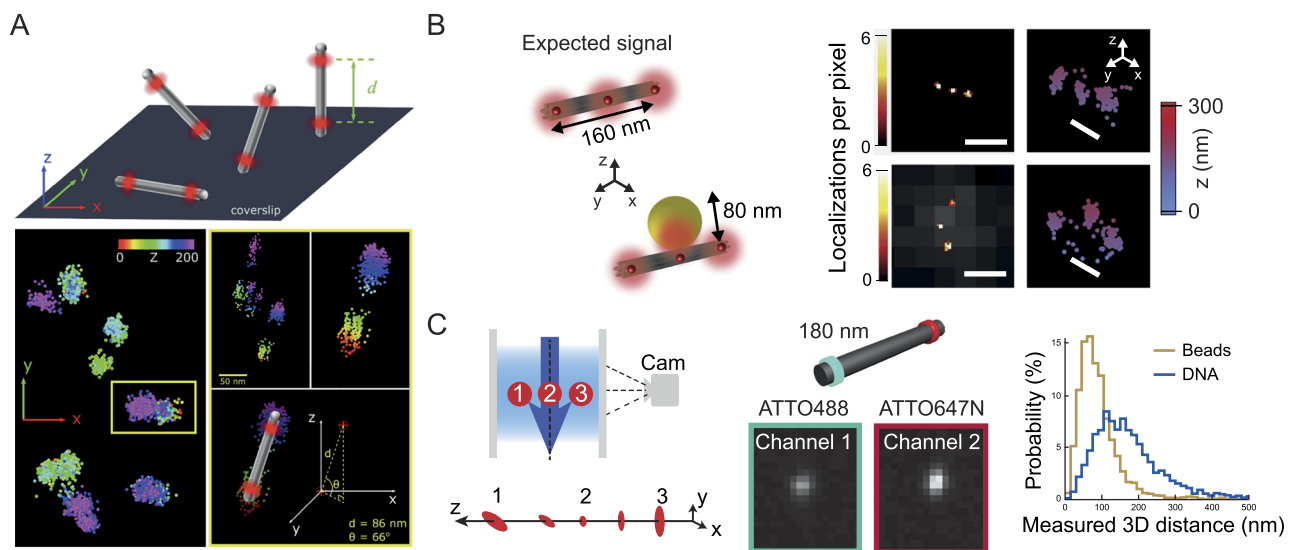 A
d
z
y
x
coverslip
0 Z 200
y
x
50 nm
z
d
θ
x
y
d = 86 nm
θ = 66°
B
Expected signal
160 nm
z
y x
80 nm
Localizations per pixel
6
0
6
0
z
y x
300
z (nm)
0
C
1 2 3
Cam
1 2 3
z
y
x
180 nm
ATTO488
ATTO647N
Channel 1
Channel 2
Probability (%)
15
10
5
0
0 100 200 300 400 500
Measured 3D distance (nm)
Beads
DNA